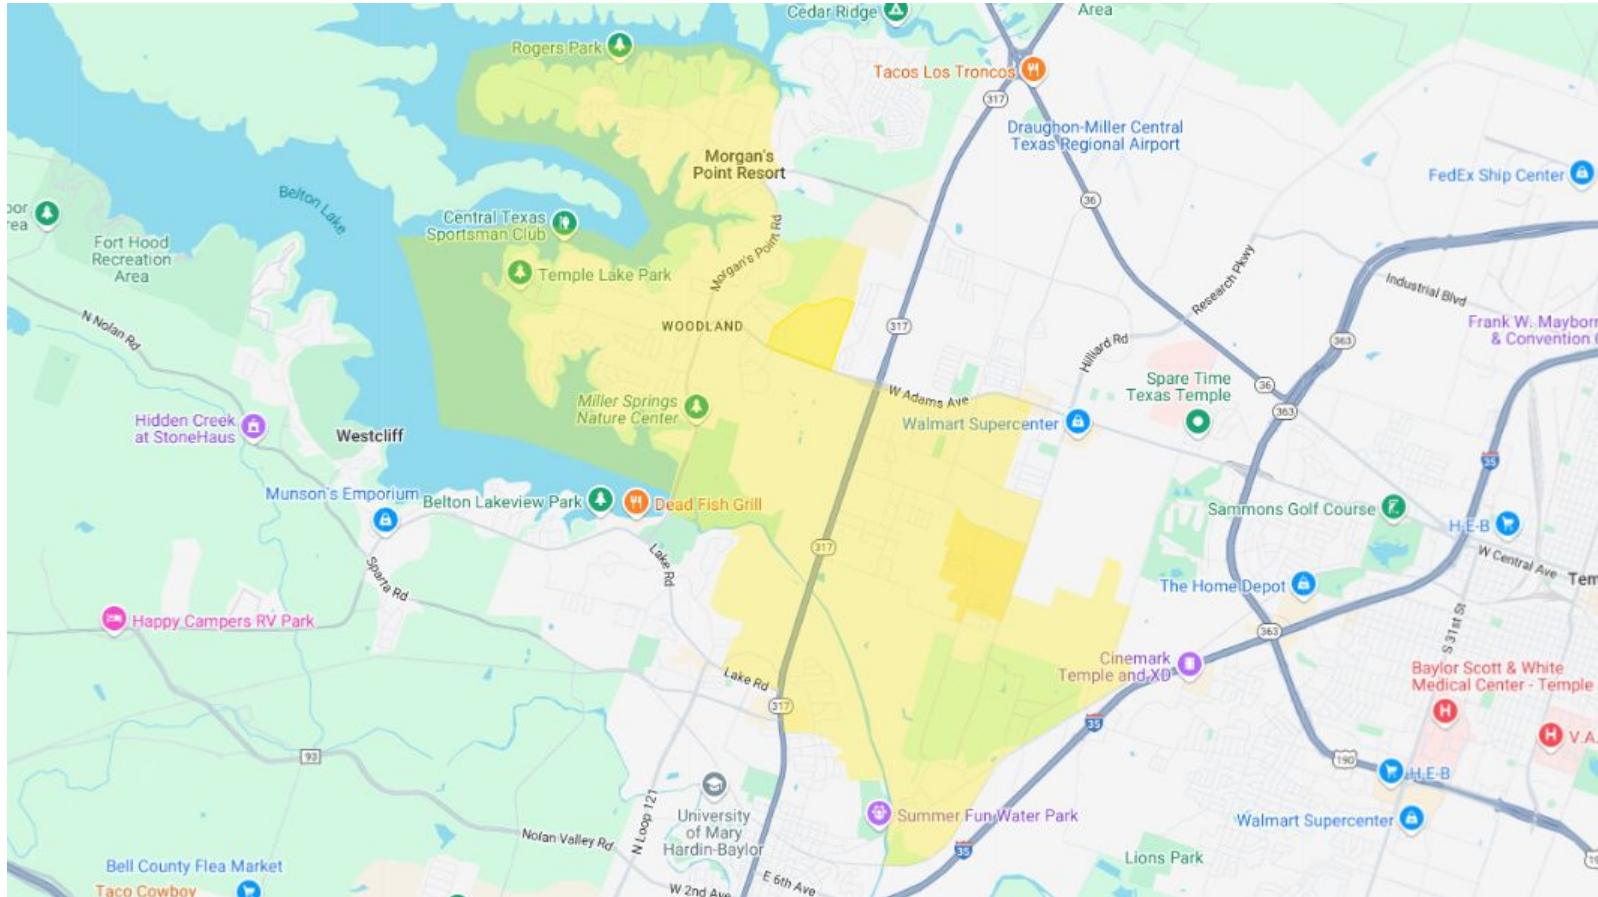 Cedar Ridge
Area
Rogers Park
Tacos Los Troncos
317
Draughon-Miller Central
Texas Regional Airport
Morgan's
Point Resort
FedEx Ship Center
Belton Lake
36
Central Texas
Sportsman Club
Fort Hood
Recreation
Area
Temple Lake Park
Morgan's Point Rd
Research Pkwy
Industrial Blvd
N Nolan Rd
WOODLAND
317
Hilliard Rd
363
Frank W. Mayborn
& Convention
Spare Time
Texas Temple
36
363
W Adams Ave
Miller Springs
Nature Center
Walmart Supercenter
Hidden Creek
at StoneHaus
Westcliff
35
Munson's Emporium
Belton Lakeview Park
Dead Fish Grill
Sammons Golf Course
H-E-B
W Central Ave
317
Lake Rd
Sparta Rd
The Home Depot
Tem
Happy Campers RV Park
363
S 31st St
Cinemark
Temple and XD
Lake Rd
317
35
Baylor Scott & White
Medical Center - Temple
V.A.
93
190
H-E-B
University
of Mary
Hardin-Baylor
N Loop 121
Summer Fun Water Park
Walmart Supercenter
Nolan Valley Rd
35
Lions Park
Bell County Flea Market
Taco Cowboy
W 2nd Ave
E 6th Ave